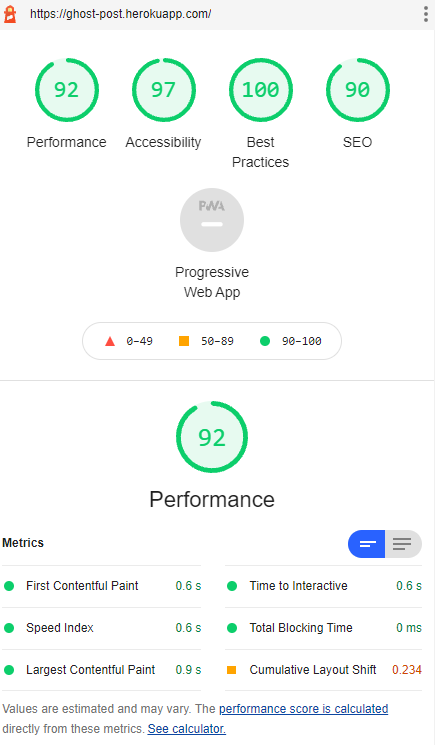 https://ghost-post.herokuapp.com/
92 97 100 90
Performance Accessibility Best Practices SEO
PWA
Progressive
Web App
0–49 50–89 90–100
92
Performance
Metrics
First Contentful Paint 0.6 s Time to Interactive 0.6 s
Speed Index 0.6 s Total Blocking Time 0 ms
Largest Contentful Paint 0.9 s Cumulative Layout Shift 0.234
Values are estimated and may vary. The performance score is calculated
directly from these metrics. See calculator.